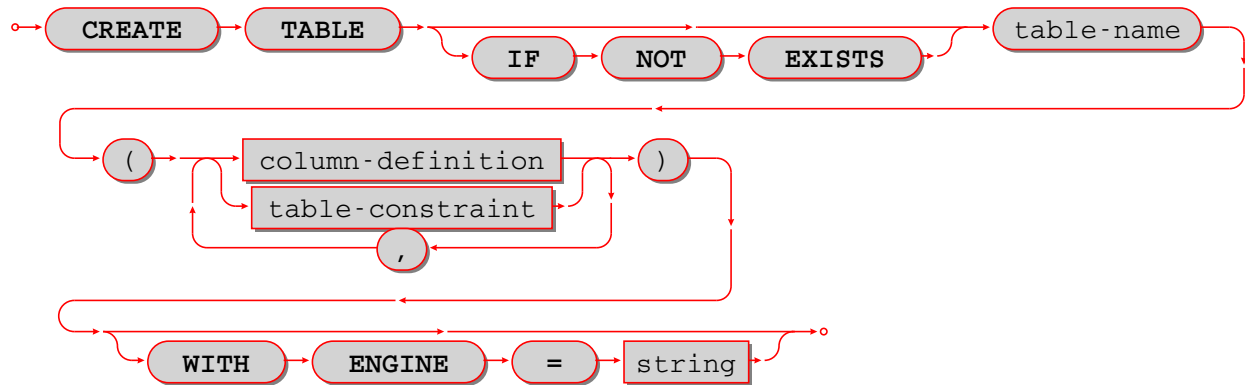 CREATE TABLE table-name
IF NOT EXISTS
( column-definition )
table-constraint
,
WITH ENGINE = string